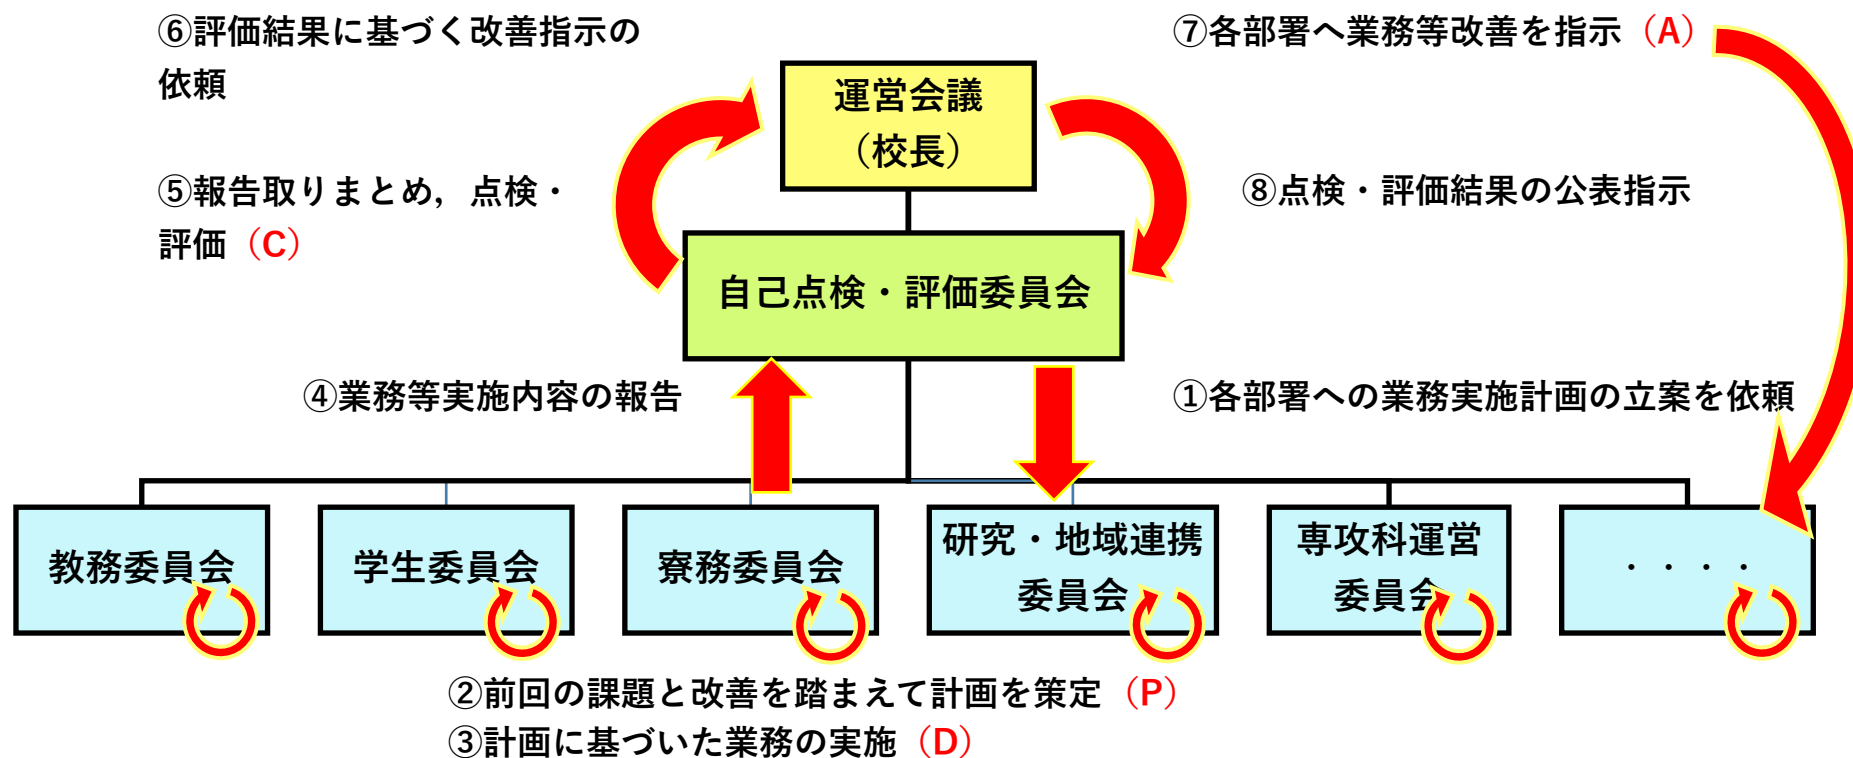 ⑥評価結果に基づく改善指示の
依頼
⑦各部署へ業務等改善を指示（A）
運営会議
（校長）
⑤報告取りまとめ，点検・
評価（C）
⑧点検・評価結果の公表指示
自己点検・評価委員会
④業務等実施内容の報告
①各部署への業務実施計画の立案を依頼
教務委員会
学生委員会
寮務委員会
研究・地域連携
委員会
専攻科運営
委員会
・・・・
②前回の課題と改善を踏まえて計画を策定（P）
③計画に基づいた業務の実施（D）